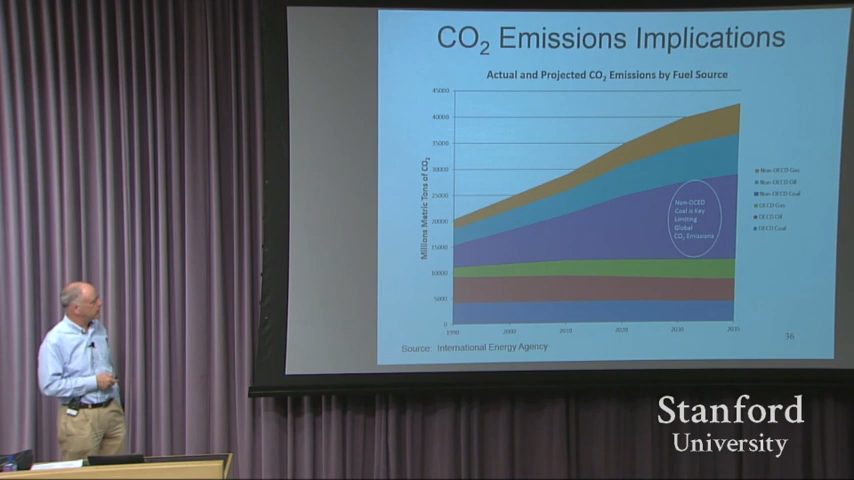 CO2 Emissions Implications
Actual and Projected CO2 Emissions by Fuel Source
Millions Metric Tons of CO2
45000
40000
35000
30000
25000
20000
15000
10000
5000
0
1990
2000
2010
2020
2030
2035
Non-OCED
Coal is Key
Limiting
Global
CO2 Emissions
Non-OECD Gas
Non-OECD Oil
Non-OECD Coal
OECD Gas
OECD Oil
OECD Coal
Source: International Energy Agency
36
Stanford
University